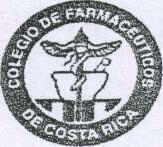 COLEGIO DE FARMACEUTICOS
DE COSTA RICA